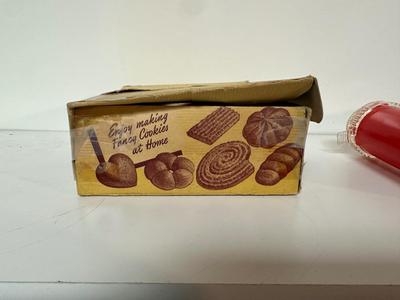 Enjoy making
Fancy Cookies
at Home